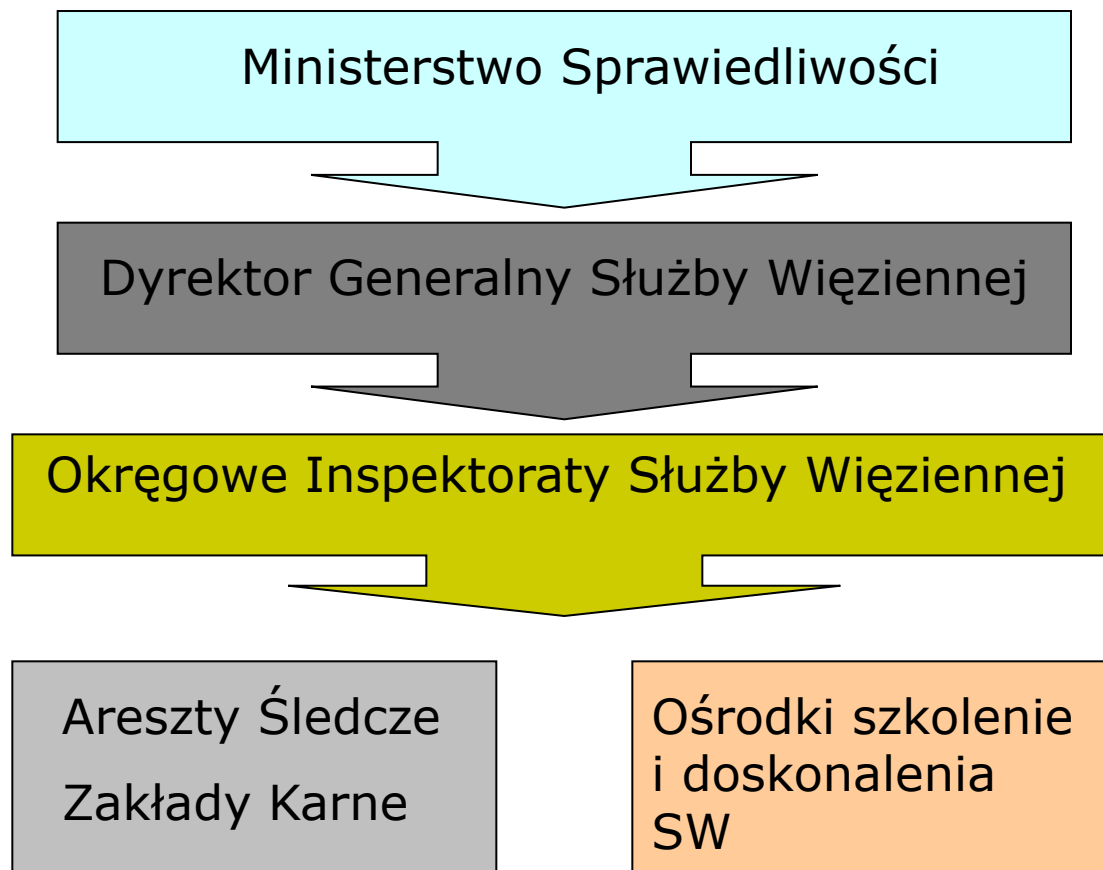 Ministerstwo Sprawiedliwości
Dyrektor Generalny Służby Więziennej
Okręgowe Inspektoraty Służby Więziennej
Areszty Śledcze
Zakłady Karne
Ośrodki szkolenie
i doskonalenia
SW